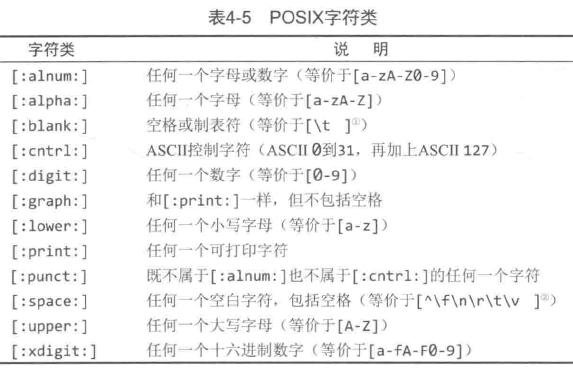 表4-5 POSIX字符类
字符类 说 明
[:alnum:] 任何一个字母或数字（等价于[a-zA-Z0-9]）
[:alpha:] 任何一个字母（等价于[a-zA-Z]）
[:blank:] 空格或制表符（等价于[\t ]①）
[:cntrl:] ASCII控制字符（ASCII 0到31，再加上ASCII 127）
[:digit:] 任何一个数字（等价于[0-9]）
[:graph:] 和[:print:]一样，但不包括空格
[:lower:] 任何一个小写字母（等价于[a-z]）
[:print:] 任何一个可打印字符
[:punct:] 既不属于[:alnum:]也不属于[:cntrl:]的任何一个字符
[:space:] 任何一个空白字符，包括空格（等价于[^\f\n\r\t\v ]②）
[:upper:] 任何一个大写字母（等价于[A-Z]）
[:xdigit:] 任何一个十六进制数字（等价于[a-fA-F0-9]）